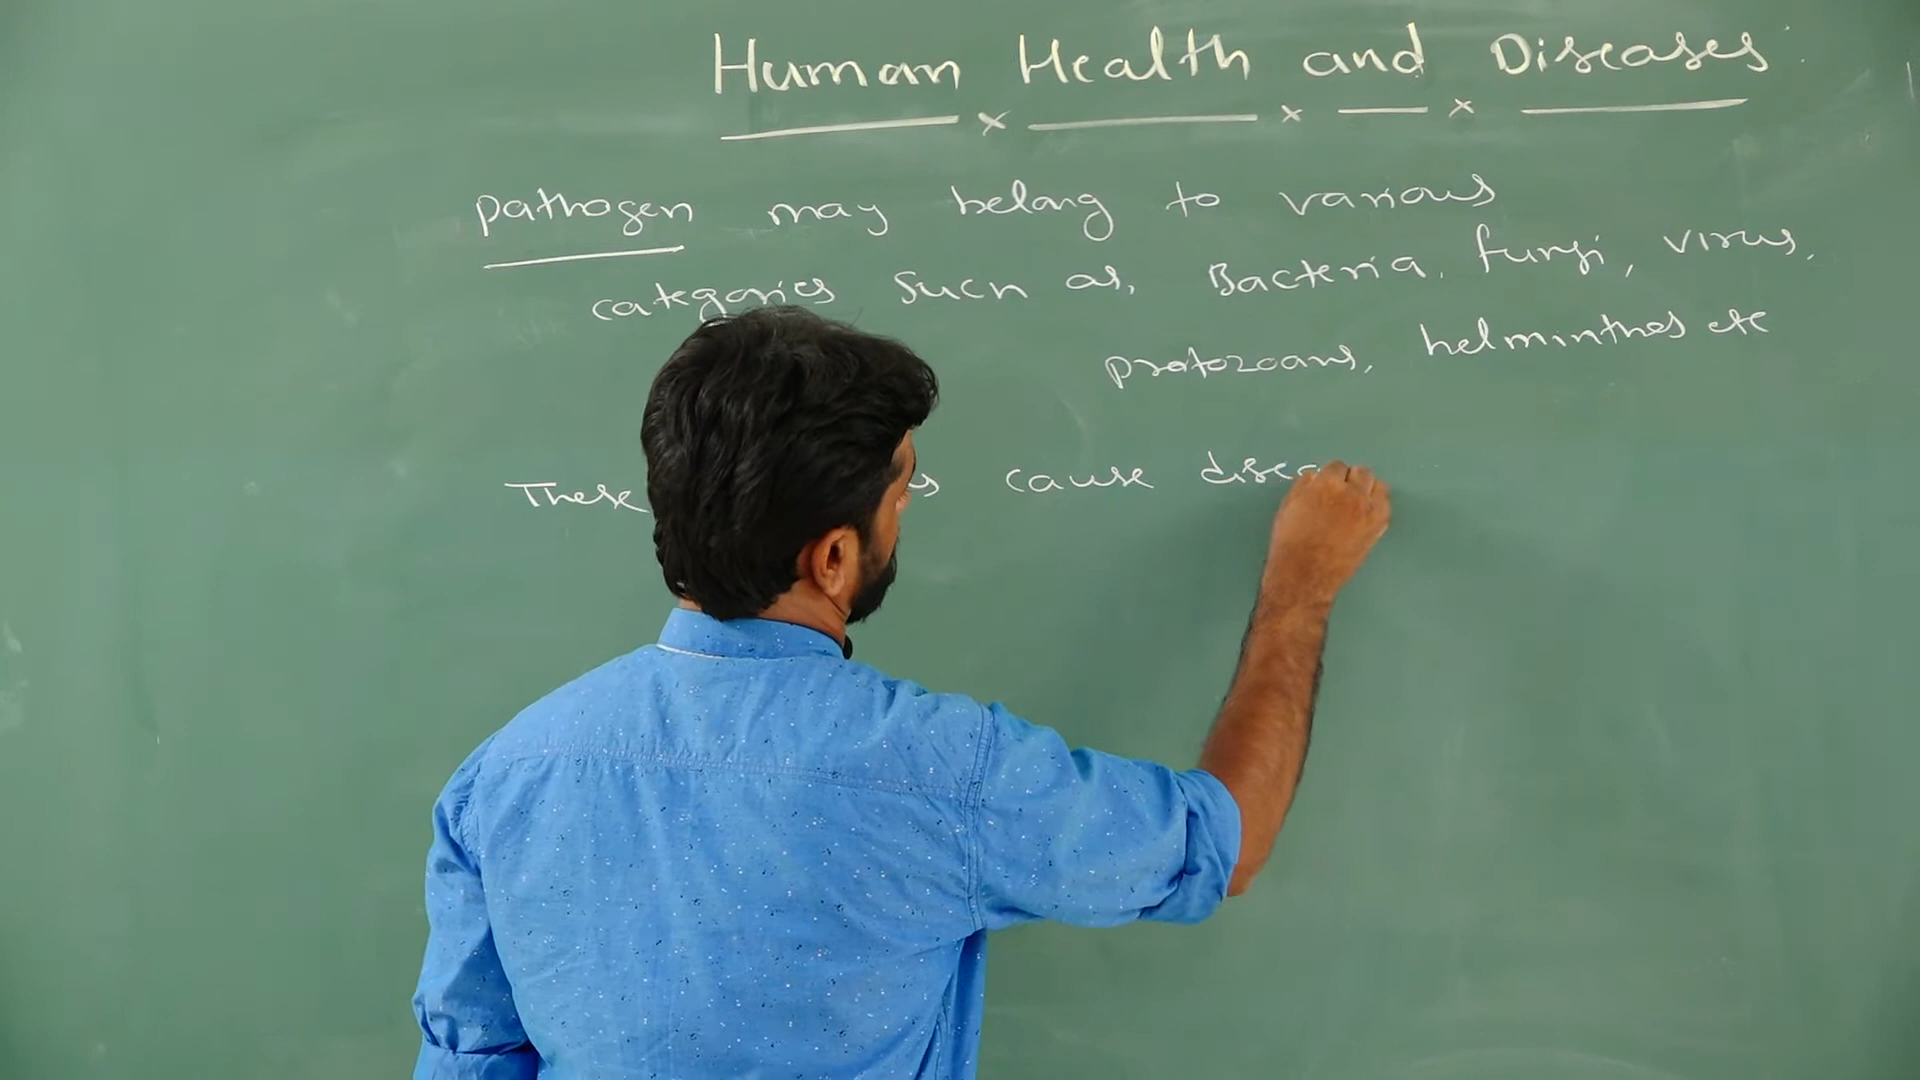 Human Health and Diseases
pathogen may belong to various
categories Such as, Bacteria, fungi, virus,
protozoans, helminthes etc
These cause disea